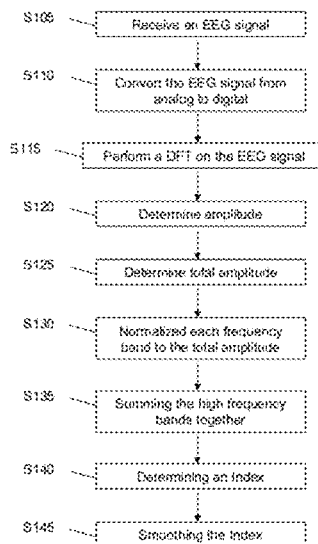 S105
Receive an EEG signal
S110
Convert the EEG signal from
analog to digital
S115
Perform a DFT on the EEG signal
S120
Determine amplitude
S125
Determine total amplitude
S130
Normalized each frequency
band to the total amplitude
S135
Summing the high frequency
bands together
S140
Determining an Index
S145
Smoothing the Index